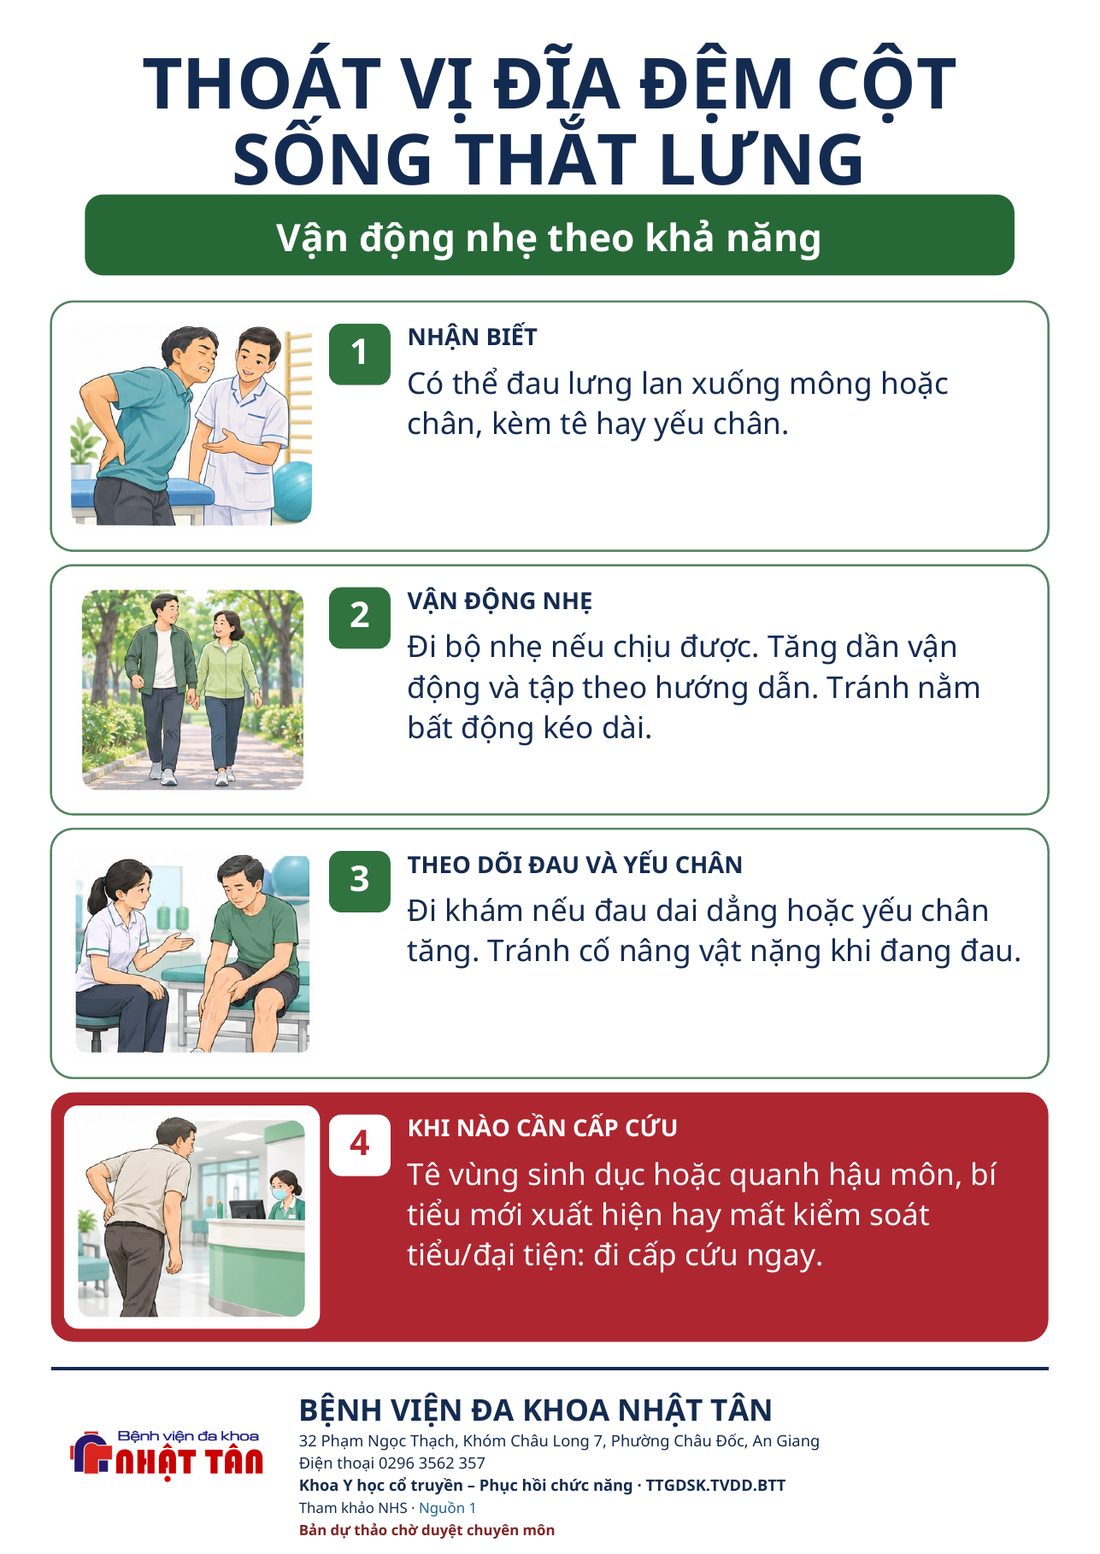 THOÁT VỊ ĐĨA ĐỆM CỘT
SỐNG THẮT LƯNG
Vận động nhẹ theo khả năng
1
NHẬN BIẾT
Có thể đau lưng lan xuống mông hoặc
chân, kèm tê hay yếu chân.
2
VẬN ĐỘNG NHẸ
Đi bộ nhẹ nếu chịu được. Tăng dần vận
động và tập theo hướng dẫn. Tránh nằm
bất động kéo dài.
3
THEO DÕI ĐAU VÀ YẾU CHÂN
Đi khám nếu đau dai dẳng hoặc yếu chân
tăng. Tránh cố nâng vật nặng khi đang đau.
4
KHI NÀO CẦN CẤP CỨU
Tê vùng sinh dục hoặc quanh hậu môn, bí
tiểu mới xuất hiện hay mất kiểm soát
tiểu/đại tiện: đi cấp cứu ngay.
Bệnh viện đa khoa
NHẬT TÂN
BỆNH VIỆN ĐA KHOA NHẬT TÂN
32 Phạm Ngọc Thạch, Khóm Châu Long 7, Phường Châu Đốc, An Giang
Điện thoại 0296 3562 357
Khoa Y học cổ truyền – Phục hồi chức năng · TTGDSK.TVDD.BTT
Tham khảo NHS · Nguồn 1
Bản dự thảo chờ duyệt chuyên môn